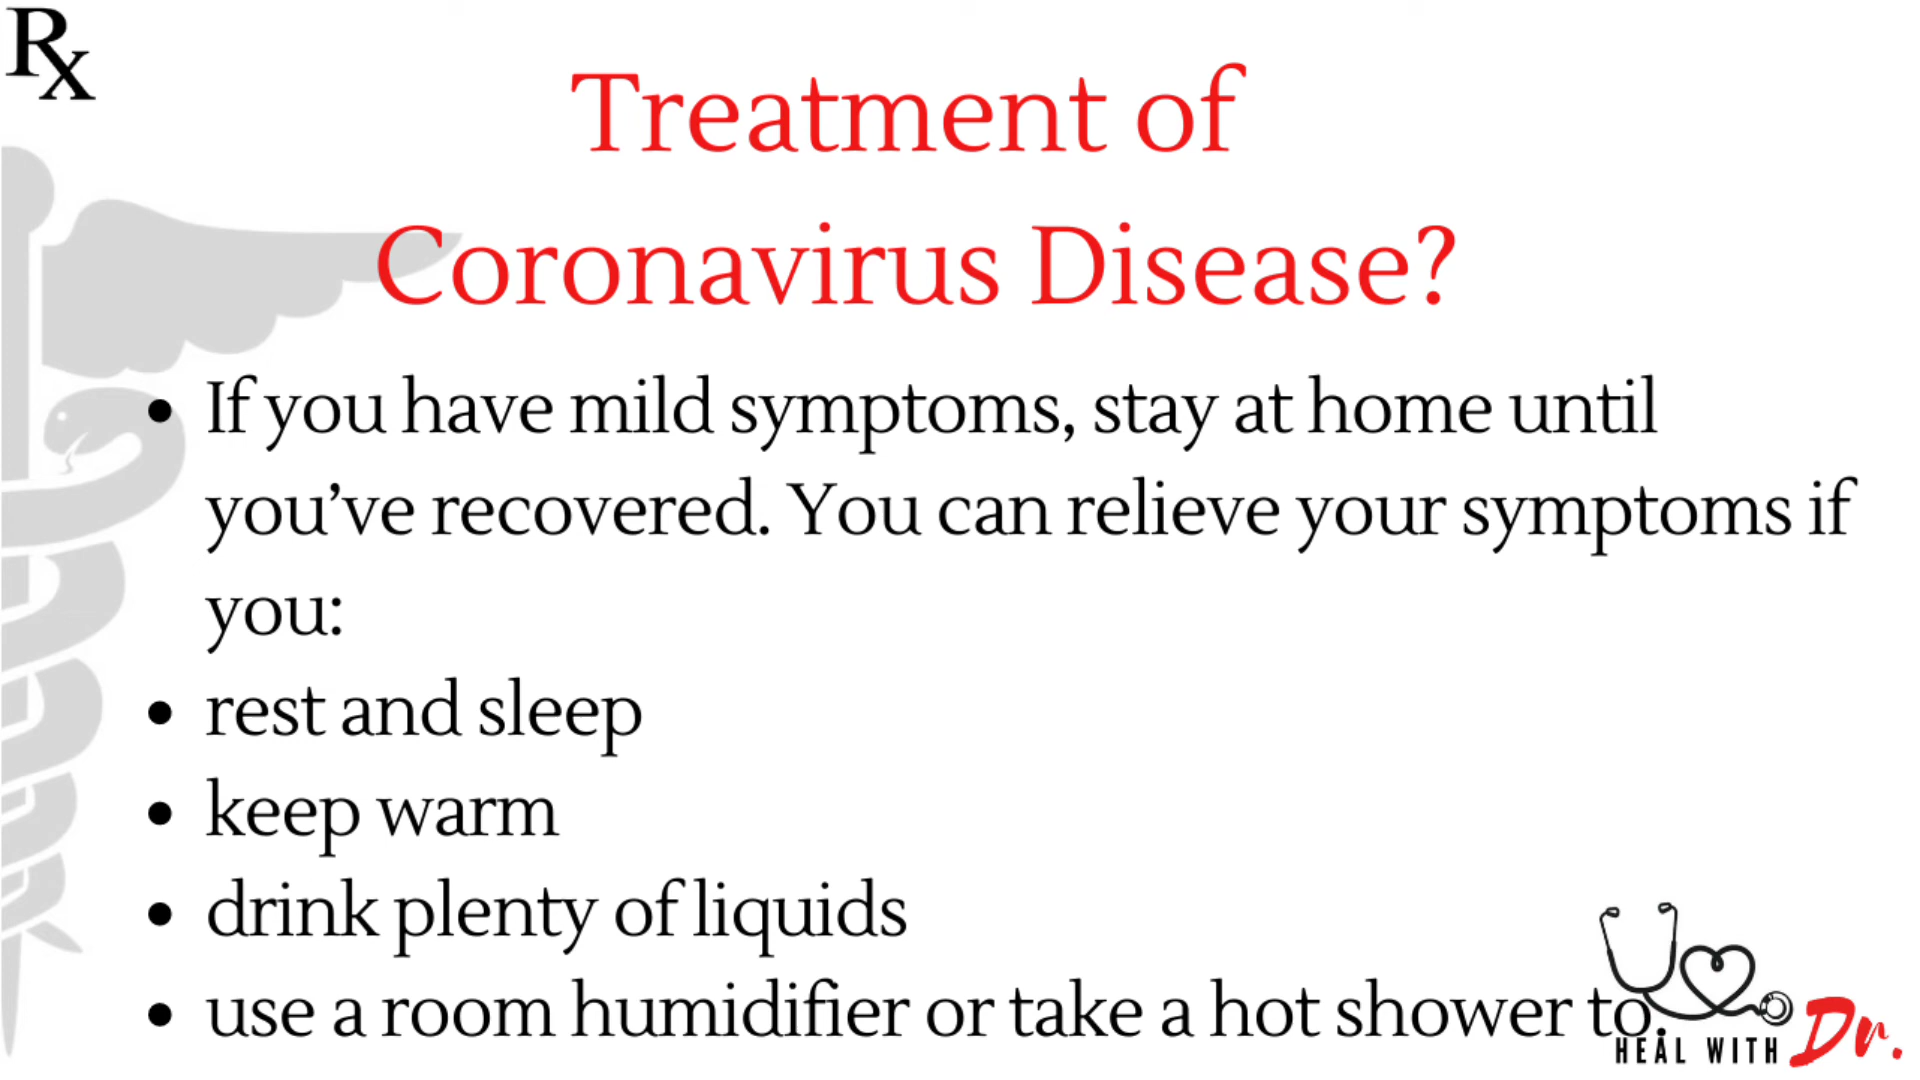 Rx
Treatment of
Coronavirus Disease?
• If you have mild symptoms, stay at home until
you've recovered. You can relieve your symptoms if
you:
• rest and sleep
• keep warm
• drink plenty of liquids
• use a room humidifier or take a hot shower to.
HEAL WITH Dr.